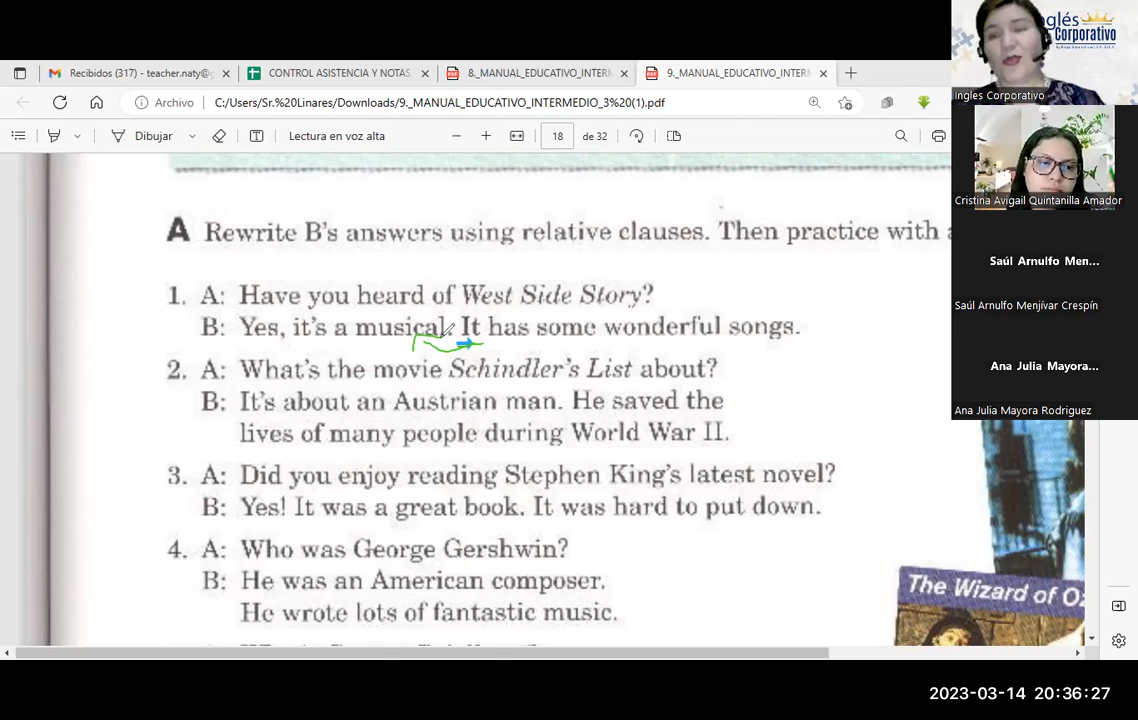 Recibidos (317) - teacher.naty@g
CONTROL ASISTENCIA Y NOTAS
8._MANUAL_EDUCATIVO_INTERM
9._MANUAL_EDUCATIVO_INTERM
Archivo
C:/Users/Sr.%20Linares/Downloads/9._MANUAL_EDUCATIVO_INTERMEDIO_3%20(1).pdf
Dibujar
Lectura en voz alta
18 de 32
A Rewrite B's answers using relative clauses. Then practice with
1. A: Have you heard of West Side Story?
B: Yes, it's a musical. It has some wonderful songs.
2. A: What's the movie Schindler's List about?
B: It's about an Austrian man. He saved the
lives of many people during World War II.
3. A: Did you enjoy reading Stephen King's latest novel?
B: Yes! It was a great book. It was hard to put down.
4. A: Who was George Gershwin?
B: He was an American composer.
He wrote lots of fantastic music.
The Wizard of Oz
nglés
Corporativo
Ingles Corporativo
Cristina Avigail Quintanilla Amador
Saúl Arnulfo Men...
Saúl Arnulfo Menjívar Crespín
Ana Julia Mayora...
Ana Julia Mayora Rodriguez
2023-03-14 20:36:27